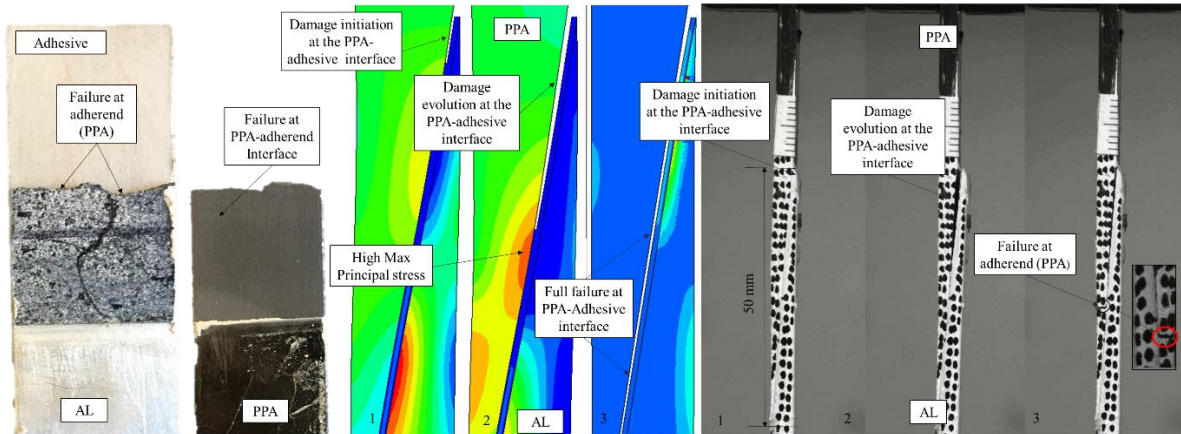 Adhesive
Failure at
adherend
(PPA)
AL
Failure at
PPA-adherend
Interface
PPA
Damage initiation
at the PPA-
adhesive interface
PPA
Damage
evolution at the
PPA-adhesive
interface
High Max
Principal stress
1
2
AL
Damage initiation
at the PPA-adhesive
interface
Full failure at
PPA-Adhesive
interface
3
PPA
Damage
evolution at the
PPA-adhesive
interface
50 mm
Failure at
adherend (PPA)
1
2
AL
3